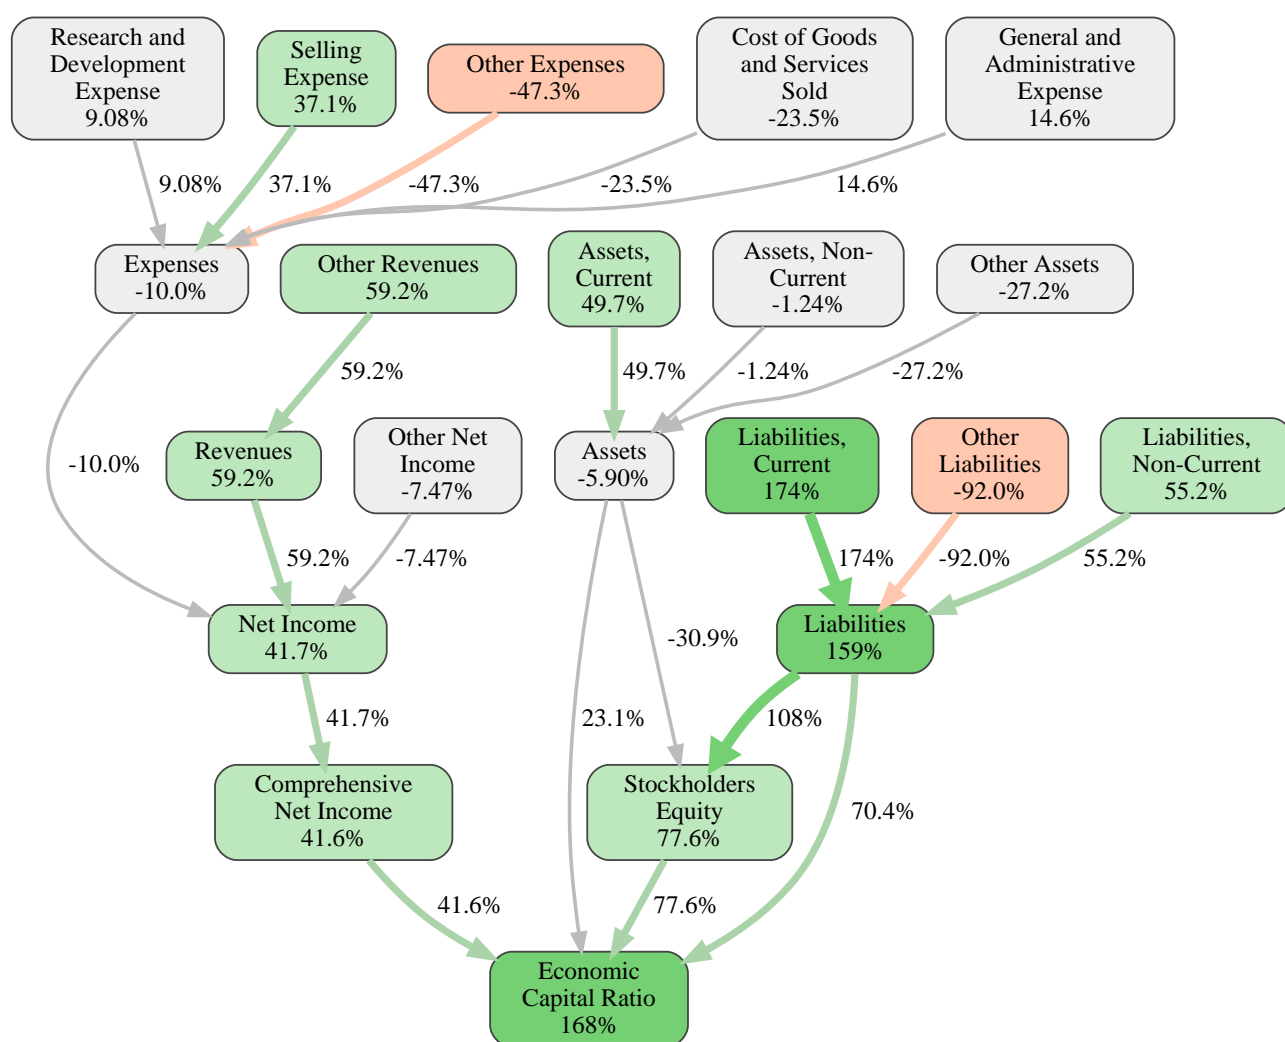 Research and
Development
Expense
9.08%
Selling
Expense
37.1%
Other Expenses
-47.3%
Cost of Goods
and Services
Sold
-23.5%
General and
Administrative
Expense
14.6%
9.08%
37.1%
-47.3%
-23.5%
14.6%
Expenses
-10.0%
Other Revenues
59.2%
Assets,
Current
49.7%
Assets, Non-
Current
-1.24%
Other Assets
-27.2%
59.2%
49.7%
-1.24%
-27.2%
-10.0%
Revenues
59.2%
Other Net
Income
-7.47%
Assets
-5.90%
Liabilities,
Current
174%
Other
Liabilities
-92.0%
Liabilities,
Non-Current
55.2%
59.2%
-7.47%
174%
-92.0%
55.2%
Net Income
41.7%
-30.9%
Liabilities
159%
41.7%
23.1%
108%
Comprehensive
Net Income
41.6%
Stockholders
Equity
77.6%
70.4%
41.6%
77.6%
Economic
Capital Ratio
168%